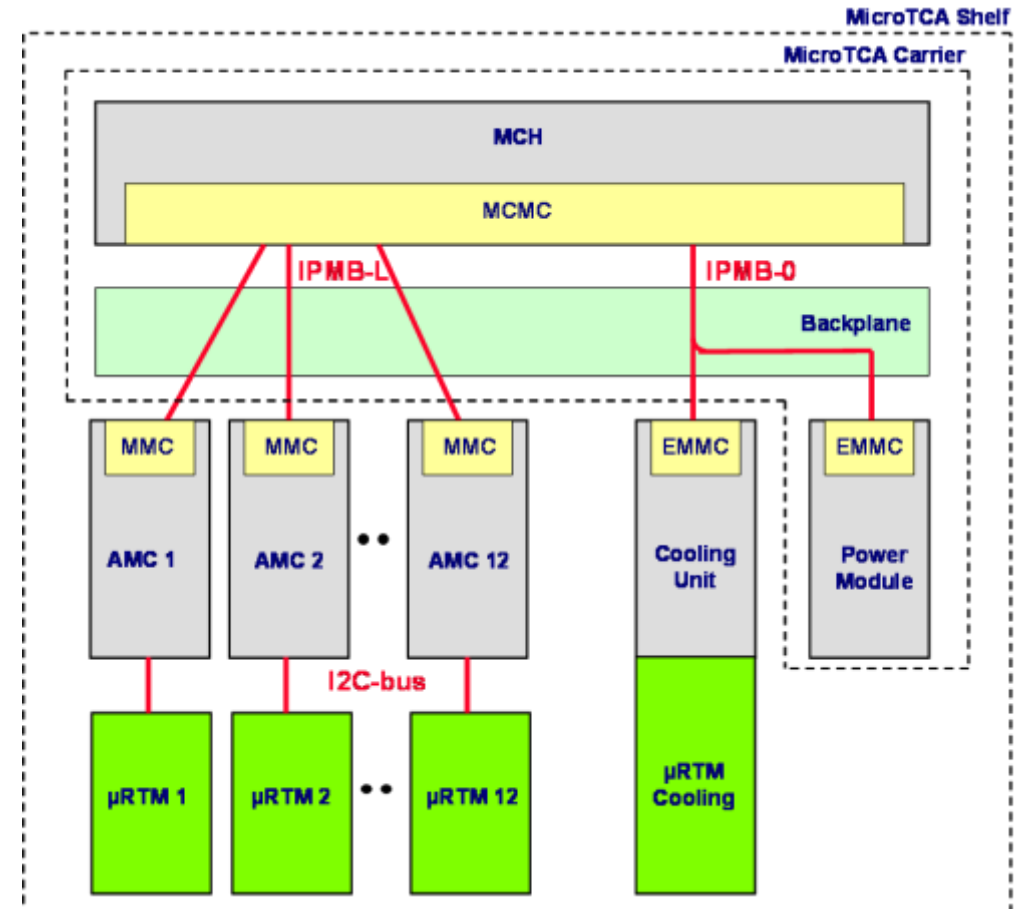 MicroTCA Shelf
MicroTCA Carrier
MCH
MCMC
IPMB-L
IPMB-0
Backplane
MMC
MMC
MMC
EMMC
EMMC
AMC 1
AMC 2
AMC 12
Cooling
Unit
Power
Module
I2C-bus
µRTM 1
µRTM 2
µRTM 12
µRTM
Cooling